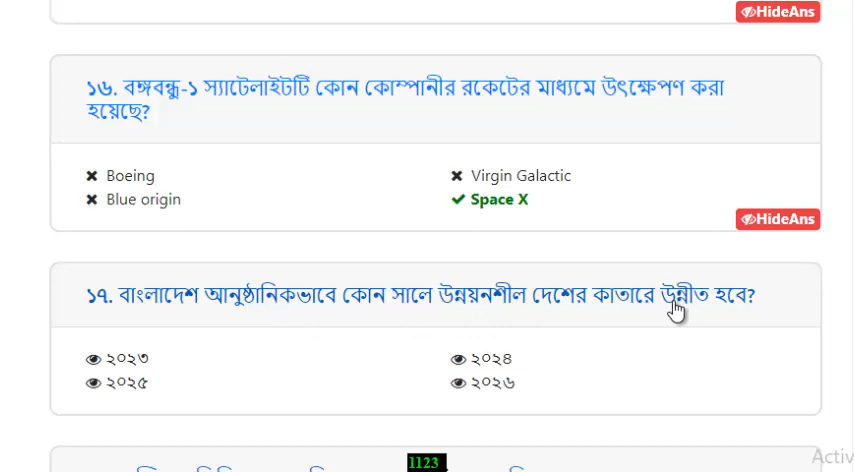 HideAns
১৬. বঙ্গবন্ধু-১ স্যাটেলাইটটি কোন কোম্পানীর রকেটের মাধ্যমে উৎক্ষেপণ করা
হয়েছে?
Boeing
Virgin Galactic
Blue origin
Space X
HideAns
১৭. বাংলাদেশ আনুষ্ঠানিকভাবে কোন সালে উন্নয়নশীল দেশের কাতারে উন্নীত হবে?
২০২৩
২০২৪
২০২৫
২০২৬
1123
Activ